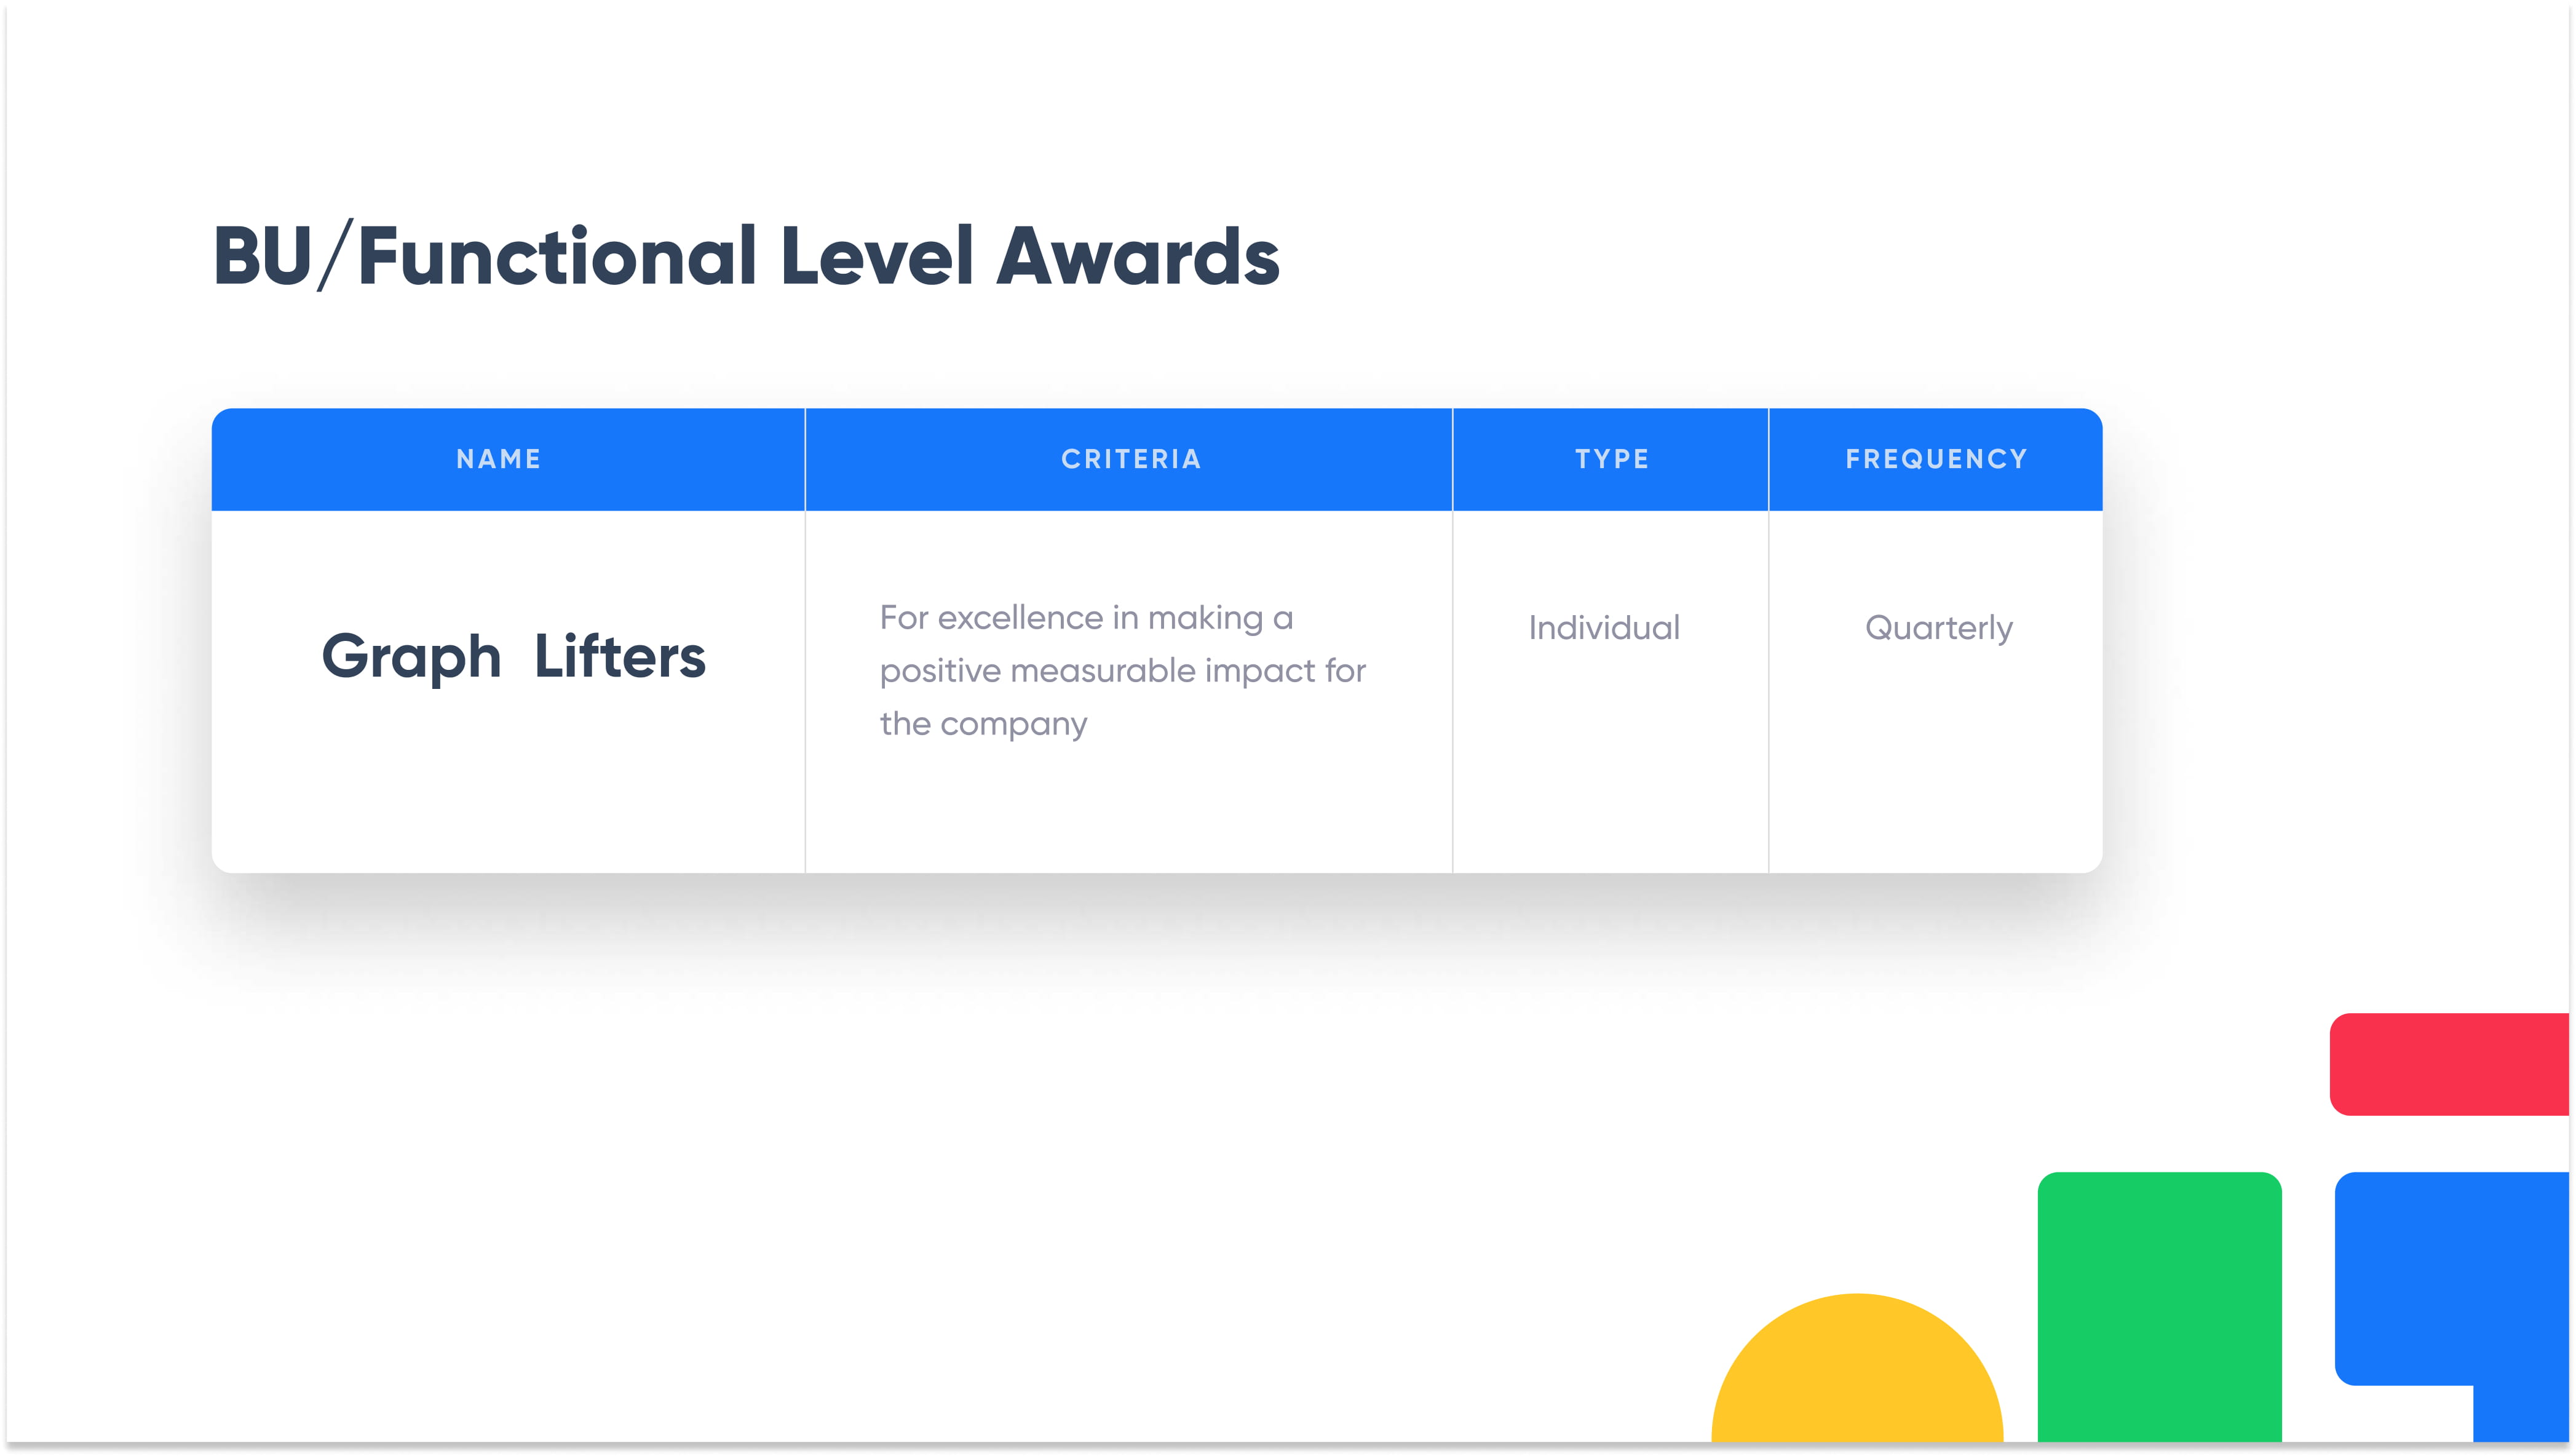 BU/Functional Level Awards
NAME CRITERIA TYPE FREQUENCY
Graph Lifters
For excellence in making a
positive measurable impact for
the company
Individual
Quarterly